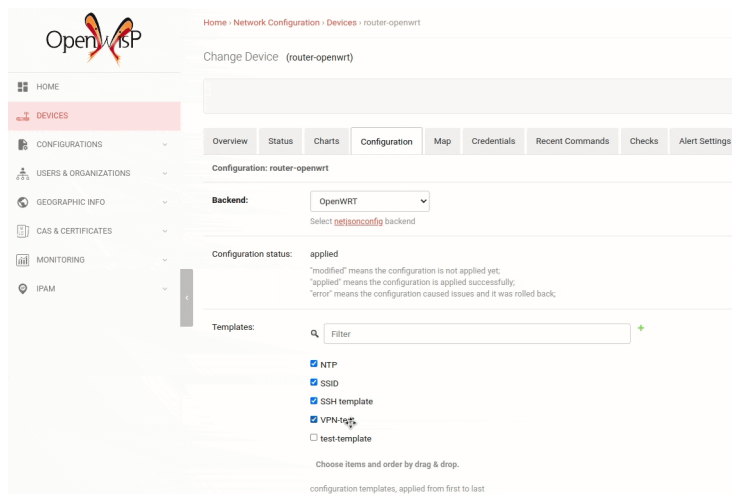 OpenWISP
HOME
DEVICES
CONFIGURATIONS
USERS & ORGANIZATIONS
GEOGRAPHIC INFO
CAS & CERTIFICATES
MONITORING
IPAM
Home › Network Configuration › Devices › router-openwrt
Change Device (router-openwrt)
Overview Status Charts Configuration Map Credentials Recent Commands Checks Alert Settings
Configuration: router-openwrt
Backend: OpenWRT
Select netjsonconfig backend
Configuration status: applied
"modified" means the configuration is not applied yet;
"applied" means the configuration is applied successfully;
"error" means the configuration caused issues and it was rolled back;
Templates: Filter
NTP
SSID
SSH template
VPN-test
test-template
Choose items and order by drag & drop.
configuration templates, applied from first to last